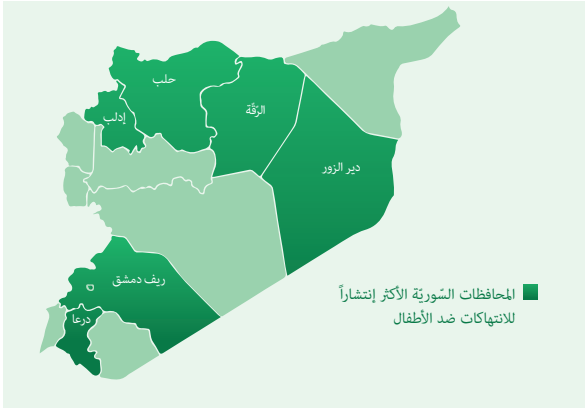 حلب
الرّقّة
إدلب
دير الزور
ريف دمشق
درعا
المحافظات السّوريّة الأكثر إنتشاراً
للانتهاكات ضد الأطفال